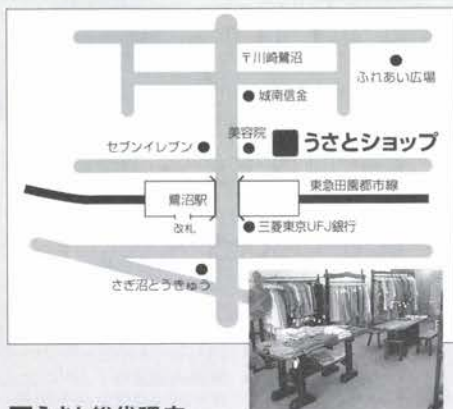 〒川崎鷺沼
ふれあい広場
城南信金
美容院
セブンイレブン
うさとショップ
東急田園都市線
鷺沼駅
改札
三菱東京UFJ銀行
さぎ沼とうきゅう